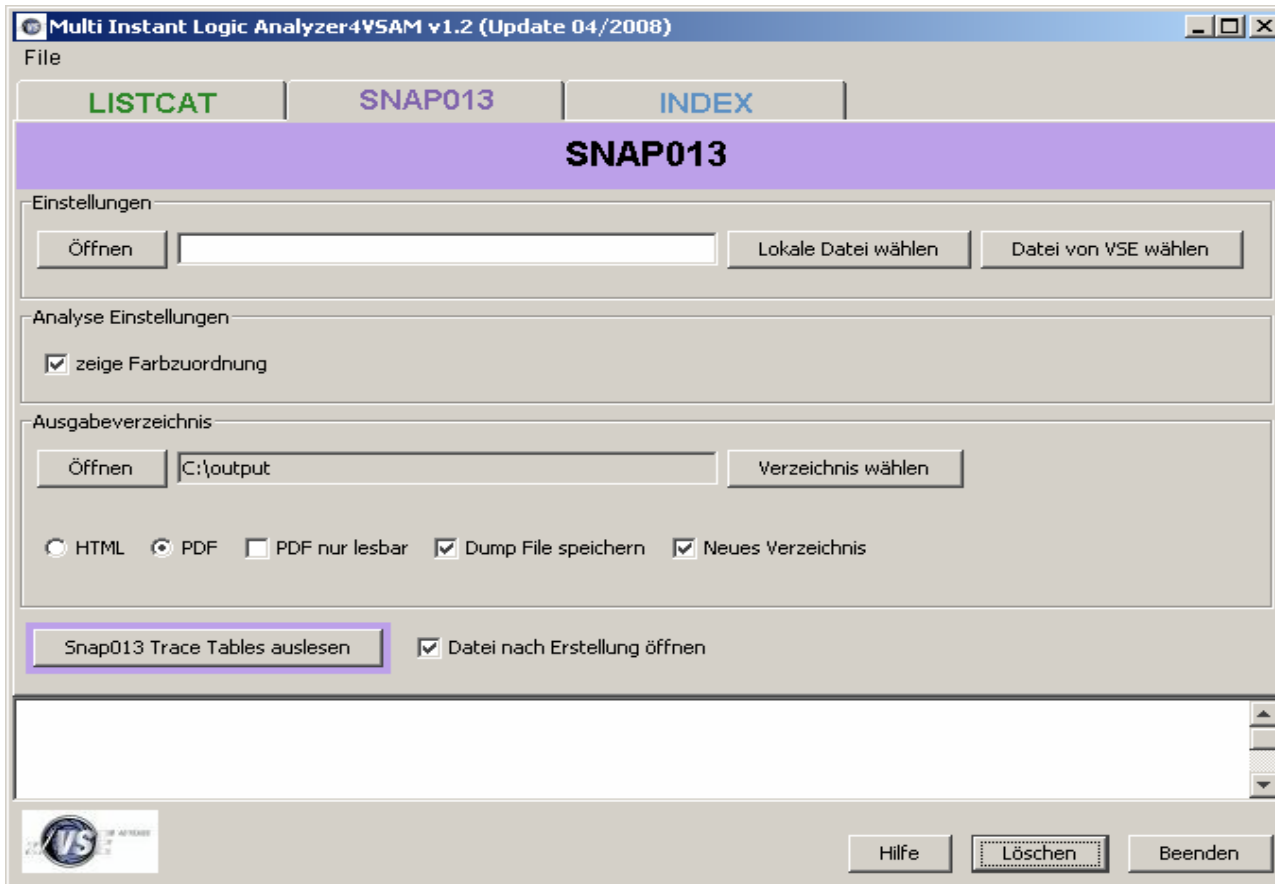 Multi Instant Logic Analyzer4VSAM v1.2 (Update 04/2008)
File
LISTCAT SNAP013 INDEX
SNAP013
Einstellungen
Öffnen Lokale Datei wählen Datei von VSE wählen
Analyse Einstellungen
zeige Farbzuordnung
Ausgabeverzeichnis
Öffnen C:\output Verzeichnis wählen
HTML PDF PDF nur lesbar Dump File speichern Neues Verzeichnis
Snap013 Trace Tables auslesen Datei nach Erstellung öffnen
VS
Hilfe Löschen Beenden